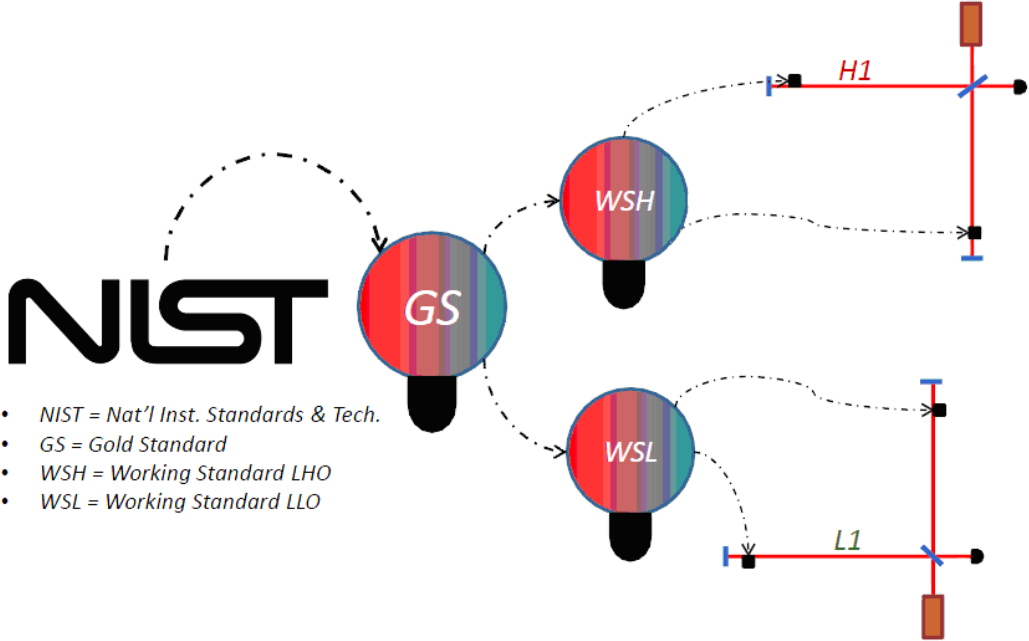 H1
WSH
NIST
GS
• NIST = Nat’l Inst. Standards & Tech.
• GS = Gold Standard
• WSH = Working Standard LHO
• WSL = Working Standard LLO
WSL
L1